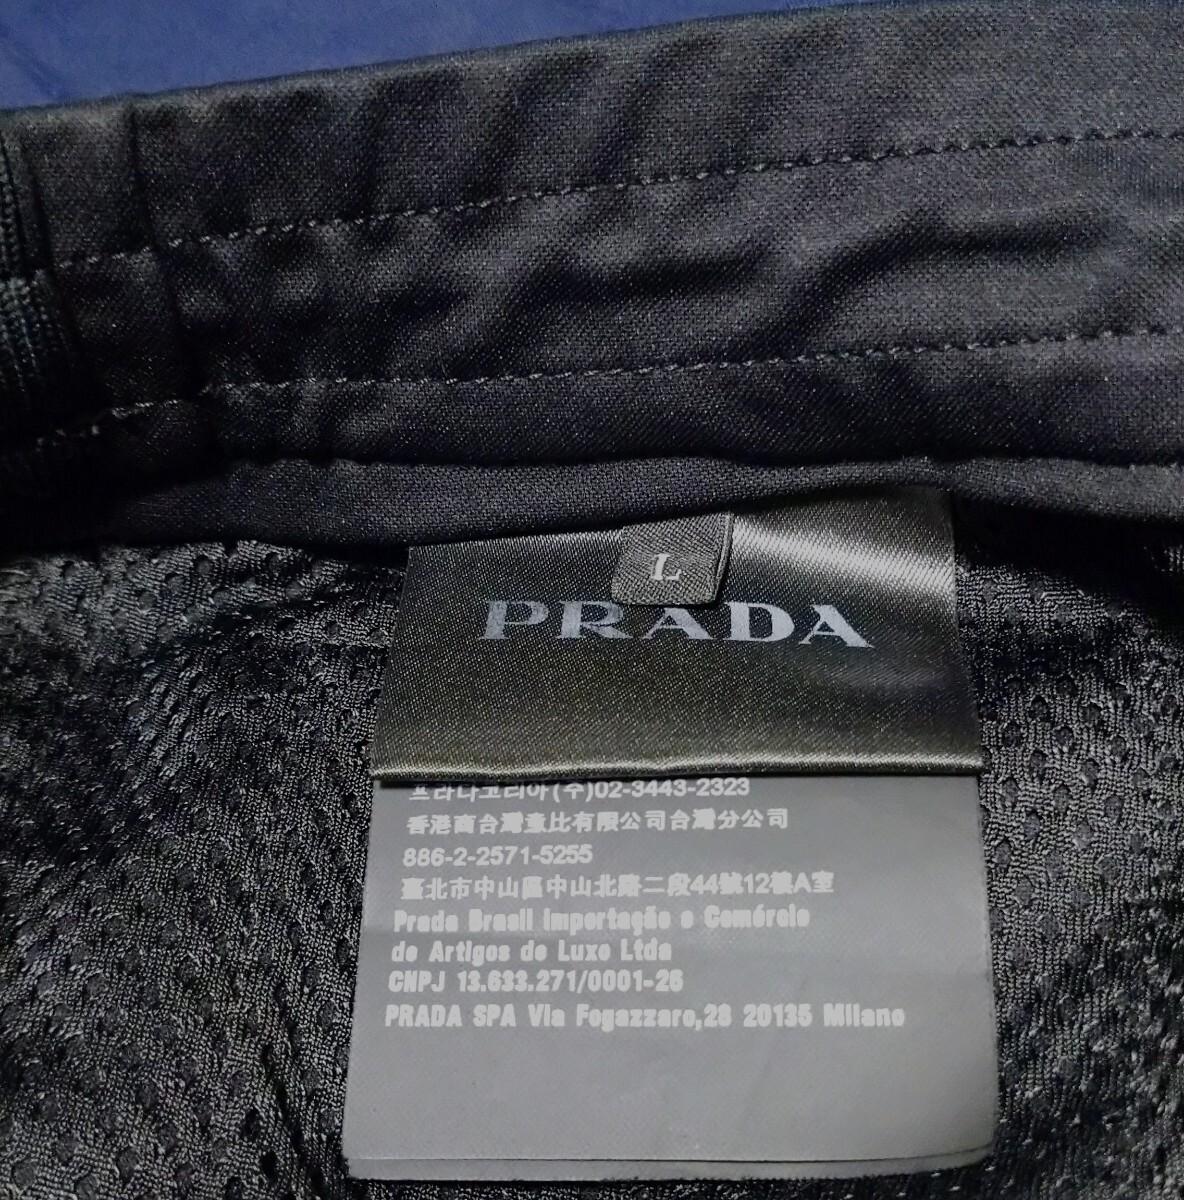 L
PRADA
프라다코리아(주)02-3443-2323
香港商台灣董比有限公司台灣分公司
886-2-2571-5255
臺北市中山區中山北路二段44號12樓A室
Prada Brasil Importação e Comércio
de Artigos de Luxo Ltda
CNPJ 13.633.271/0001-26
PRADA SPA Via Fogazzaro,28 20135 Milano